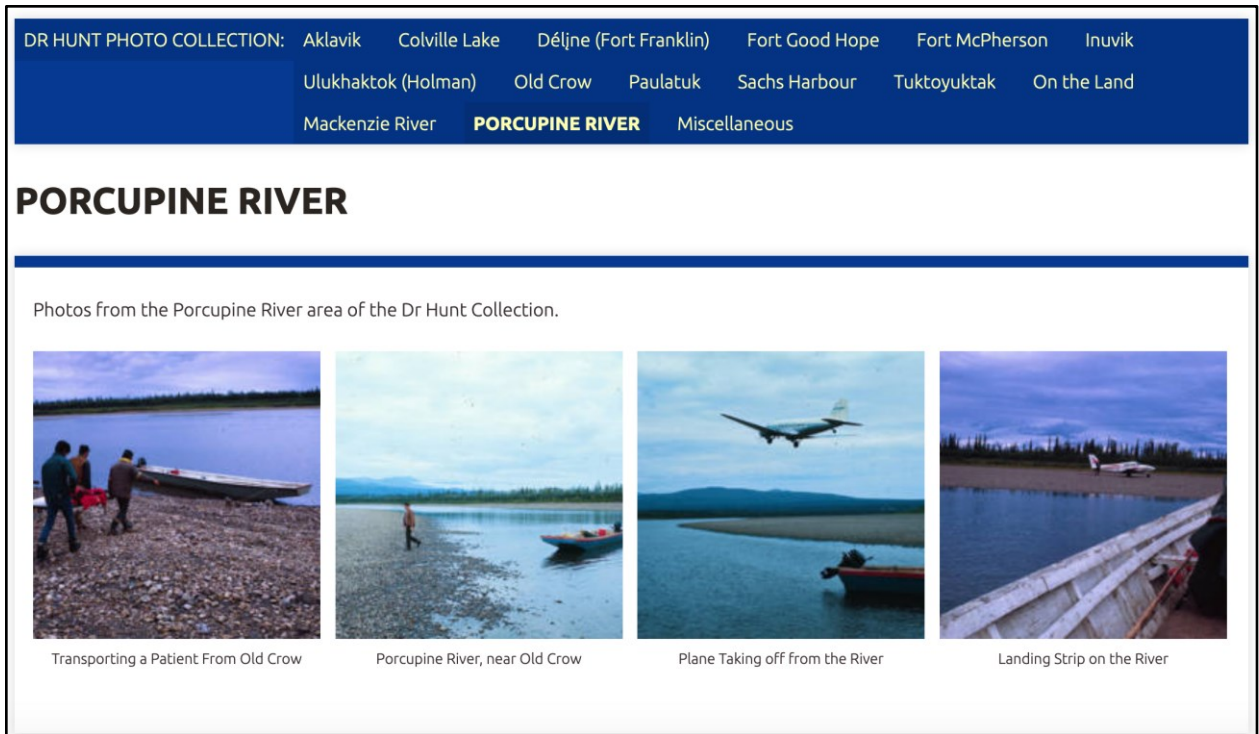 DR HUNT PHOTO COLLECTION: Aklavik Colville Lake Déljne (Fort Franklin) Fort Good Hope Fort McPherson Inuvik
Ulukhaktok (Holman) Old Crow Paulatuk Sachs Harbour Tuktoyuktak On the Land
Mackenzie River PORCUPINE RIVER Miscellaneous
PORCUPINE RIVER
Photos from the Porcupine River area of the Dr Hunt Collection.
Transporting a Patient From Old Crow
Porcupine River, near Old Crow
Plane Taking off from the River
Landing Strip on the River